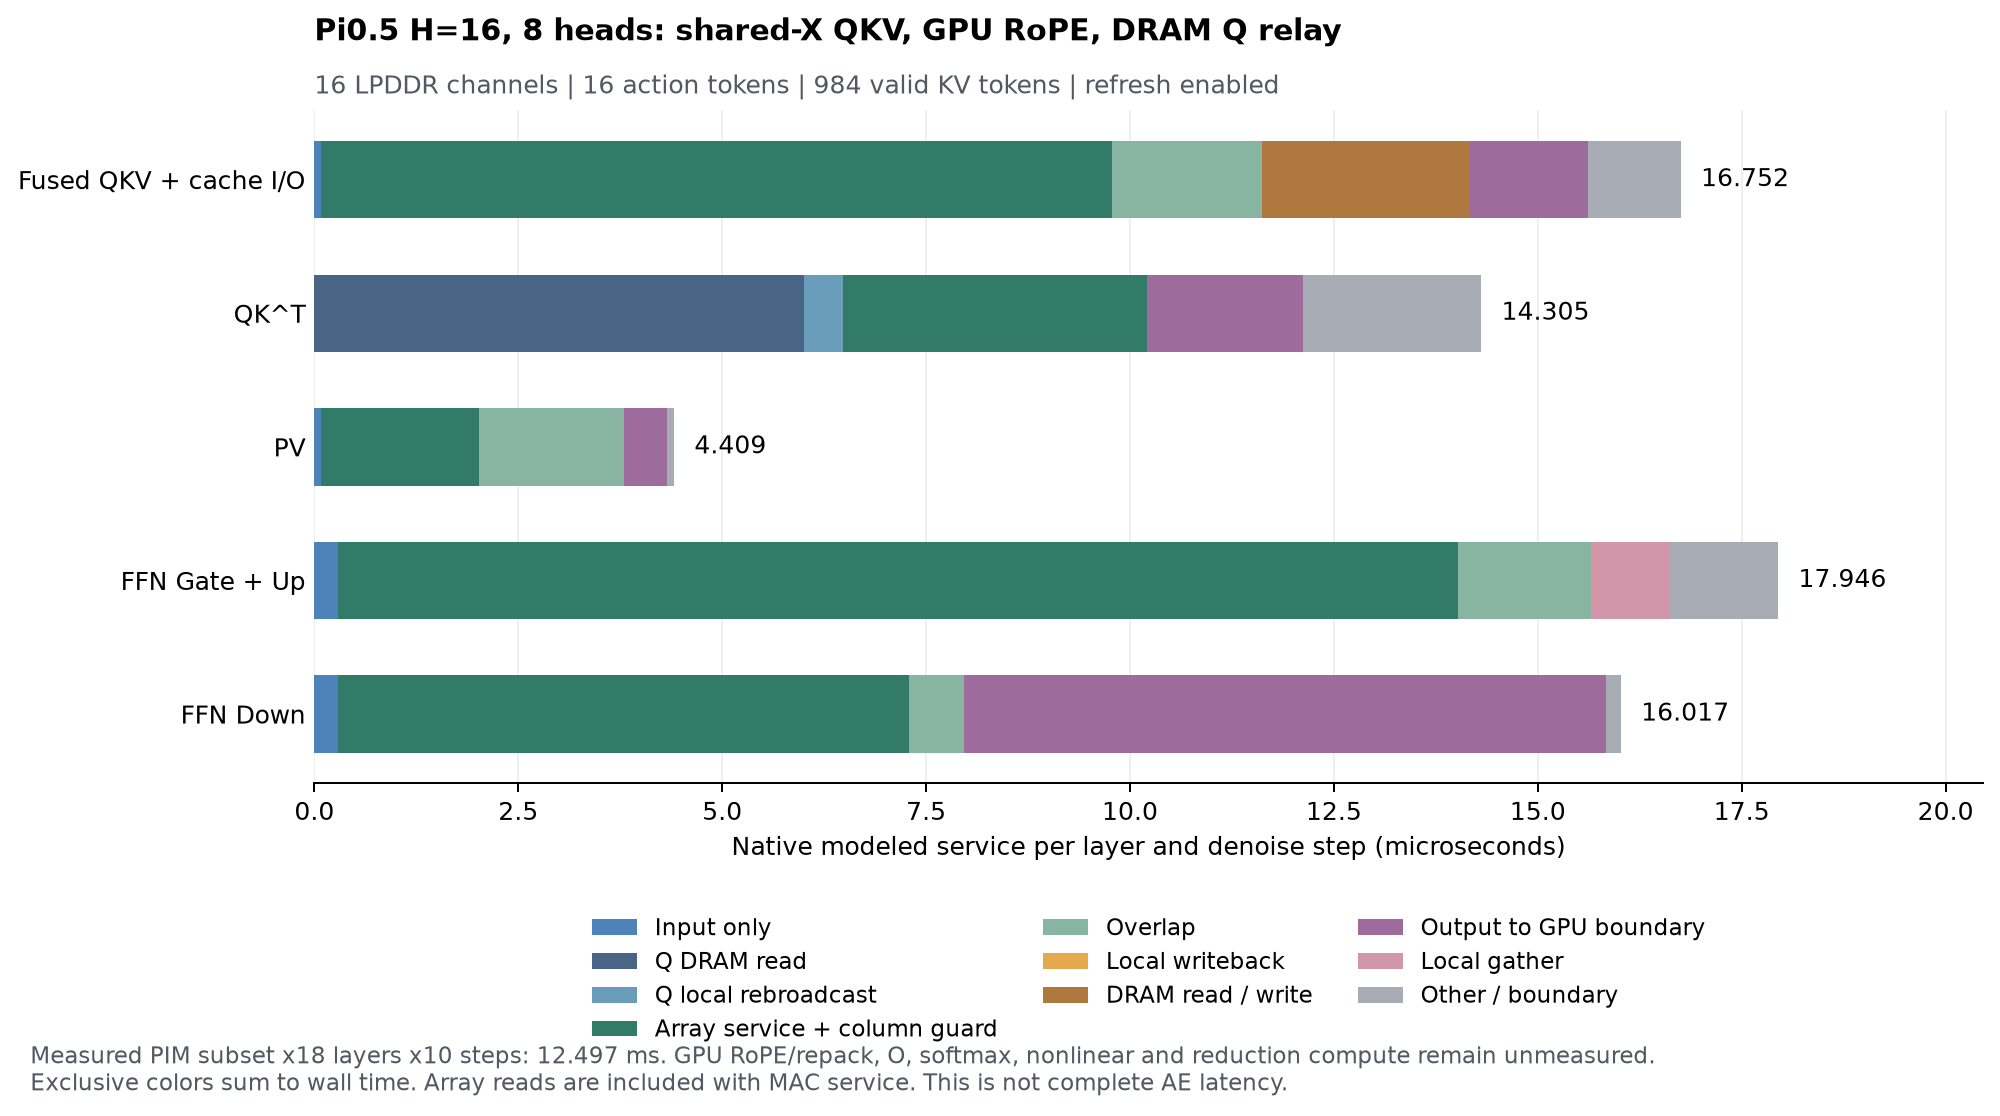 Pi0.5 H=16, 8 heads: shared-X QKV, GPU RoPE, DRAM Q relay
16 LPDDR channels | 16 action tokens | 984 valid KV tokens | refresh enabled
Fused QKV + cache I/O
16.752
QK^T
14.305
PV
4.409
FFN Gate + Up
17.946
FFN Down
16.017
0.0 2.5 5.0 7.5 10.0 12.5 15.0 17.5 20.0
Native modeled service per layer and denoise step (microseconds)
Input only
Q DRAM read
Q local rebroadcast
Array service + column guard
Overlap
Local writeback
DRAM read / write
Output to GPU boundary
Local gather
Other / boundary
Measured PIM subset x18 layers x10 steps: 12.497 ms. GPU RoPE/repack, O, softmax, nonlinear and reduction compute remain unmeasured.
Exclusive colors sum to wall time. Array reads are included with MAC service. This is not complete AE latency.